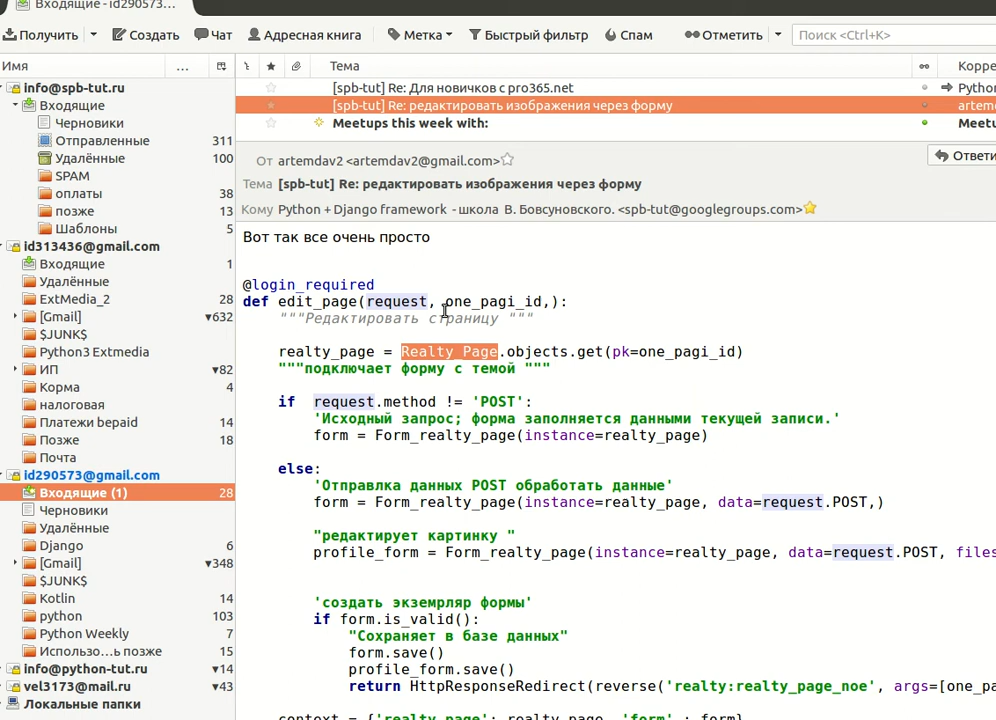 Входящие - id290573...
Получить Создать Чат Адресная книга Метка Быстрый фильтр Спам Отметить Поиск <Ctrl+K>
Имя ... Тема Корре
info@spb-tut.ru
Входящие
Черновики
Отправленные 311
Удалённые 100
SPAM
оплаты 38
позже 13
Шаблоны 5
id313436@gmail.com
Входящие 1
Удалённые
ExtMedia_2 28
[Gmail] ▾632
$JUNK$
Python3 Extmedia
ИП ▾82
Корма 4
налоговая
Платежи bepaid 14
Позже 18
Почта
id290573@gmail.com
Входящие (1) 28
Черновики
Удалённые
Django 6
[Gmail] ▾348
$JUNK$
Kotlin 14
python 103
Python Weekly 7
Использо...ь позже 15
info@python-tut.ru ▾14
vel3173@mail.ru ▾43
Локальные папки
[spb-tut] Re: Для новичков с pro365.net Python
[spb-tut] Re: редактировать изображения через форму artem
Meetups this week with: Meetu
От artemdav2 <artemdav2@gmail.com> Ответи
Тема [spb-tut] Re: редактировать изображения через форму
Кому Python + Django framework - школа В. Бовсуновского. <spb-tut@googlegroups.com>
Вот так все очень просто
@login_required
def edit_page(request, one_pagi_id,):
"""Редактировать страницу """
realty_page = Realty_Page.objects.get(pk=one_pagi_id)
"""подключает форму с темой """
if request.method != 'POST':
'Исходный запрос; форма заполняется данными текущей записи.'
form = Form_realty_page(instance=realty_page)
else:
'Отпрaвлка данных POST обработать данные'
form = Form_realty_page(instance=realty_page, data=request.POST,)
"редактирует картинку "
profile_form = Form_realty_page(instance=realty_page, data=request.POST, files
'создать экземпляр формы'
if form.is_valid():
"Сохраняет в базе данных"
form.save()
profile_form.save()
return HttpResponseRedirect(reverse('realty:realty_page_noe', args=[one_pa
context = {'realty_page': realty_page, 'form' : form}